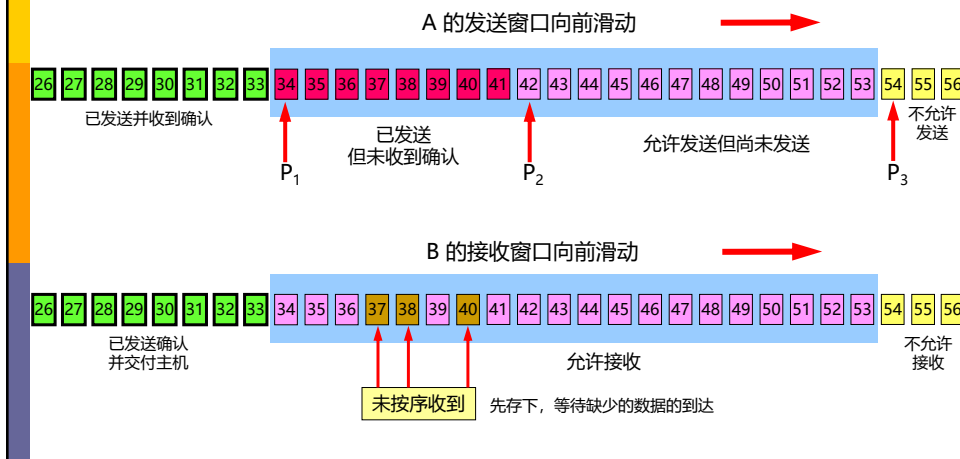 A 的发送窗口向前滑动
26 27 28 29 30 31 32 33 34 35 36 37 38 39 40 41 42 43 44 45 46 47 48 49 50 51 52 53 54 55 56
已发送并收到确认
已发送
但未收到确认
允许发送但尚未发送
不允许
发送
P1 P2 P3
B 的接收窗口向前滑动
26 27 28 29 30 31 32 33 34 35 36 37 38 39 40 41 42 43 44 45 46 47 48 49 50 51 52 53 54 55 56
已发送确认
并交付主机
允许接收
不允许
接收
未按序收到
先存下，等待缺少的数据的到达